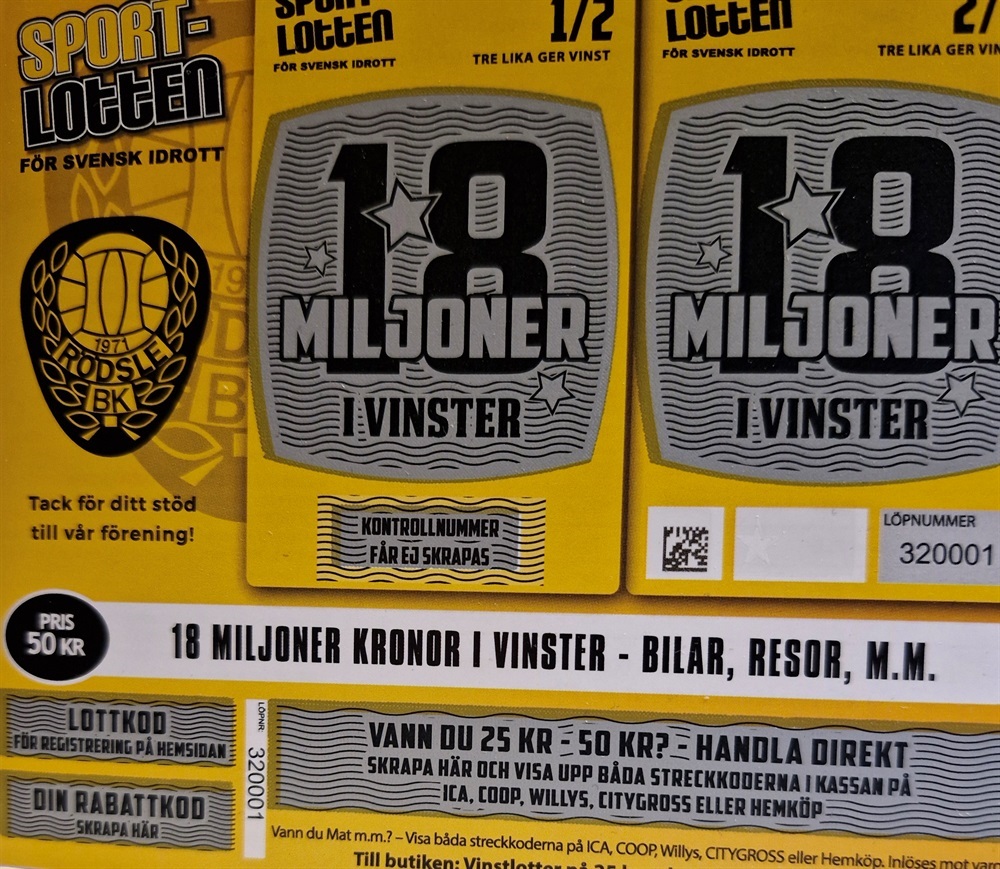 SPORT-
LOTTEN
FÖR SVENSK IDROTT
1971
RÖDSLE
BK
Tack för ditt stöd
till vår förening!
SPORT-
LOTTEN
FÖR SVENSK IDROTT
1/2
TRE LIKA GER VINST
18
MILJONER
I VINSTER
KONTROLLNUMMER
FÅR EJ SKRAPAS
LOTTEN
FÖR SVENSK IDROTT
2/
TRE LIKA GER VIN
18
MILJONER
I VINSTER
LÖPNUMMER
320001
PRIS
50 KR
18 MILJONER KRONOR I VINSTER - BILAR, RESOR, M.M.
LOTTKOD
FÖR REGISTRERING PÅ HEMSIDAN
DIN RABATTKOD
SKRAPA HÄR
LÖPNR: 320001
VANN DU 25 KR - 50 KR? - HANDLA DIREKT
SKRAPA HÄR OCH VISA UPP BÅDA STRECKKODERNA I KASSAN PÅ
ICA, COOP, WILLYS, CITYGROSS ELLER HEMKÖP
Vann du Mat m.m.? – Visa båda streckkoderna på ICA, COOP, Willys, CITYGROSS eller Hemköp. Inlöses mot var
Till butiken: Vinstlotter på 25